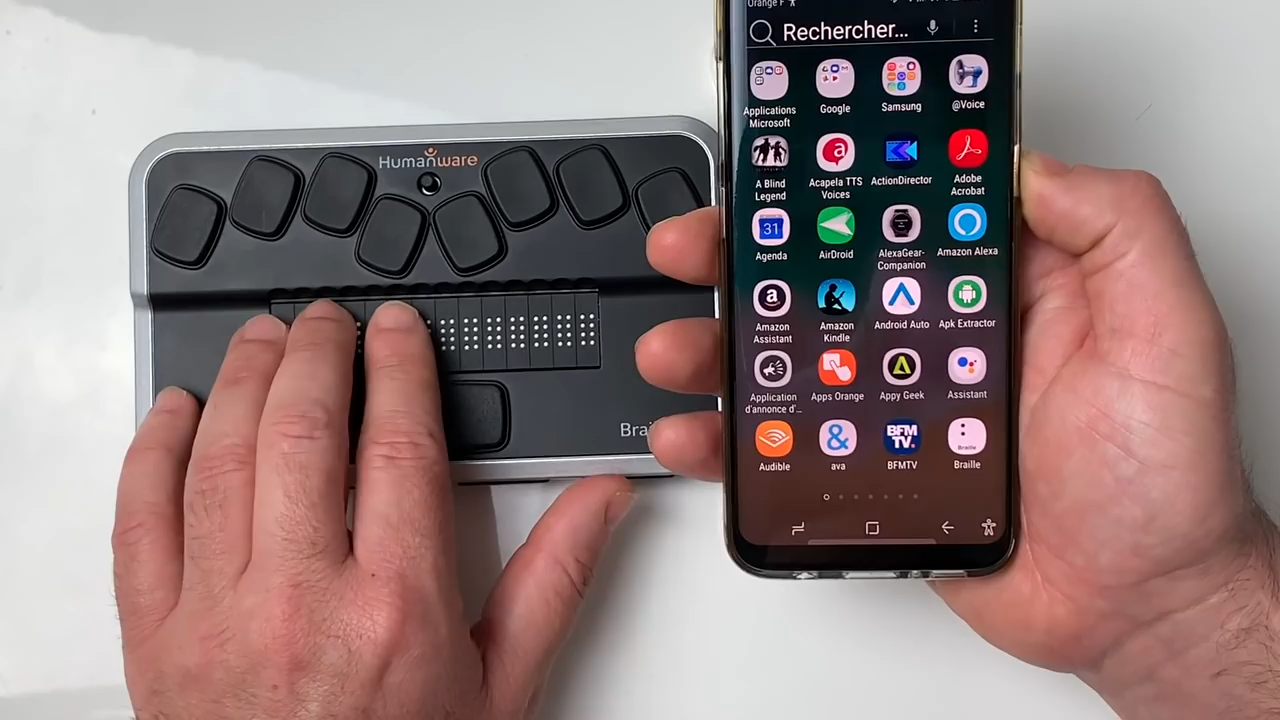 Orange F
Rechercher...
Applications
Microsoft
Google
Samsung
@Voice
A Blind
Legend
Acapela TTS
Voices
ActionDirector
Adobe
Acrobat
31
Agenda
AirDroid
AlexaGear-
Companion
Amazon Alexa
a
Amazon
Assistant
Amazon
Kindle
Android Auto
Apk Extractor
Application
d'annonce d'...
Apps Orange
Appy Geek
Assistant
Audible
&
ava
BFM
TV.
BFMTV
Braille
Braille
Humanware
Brai